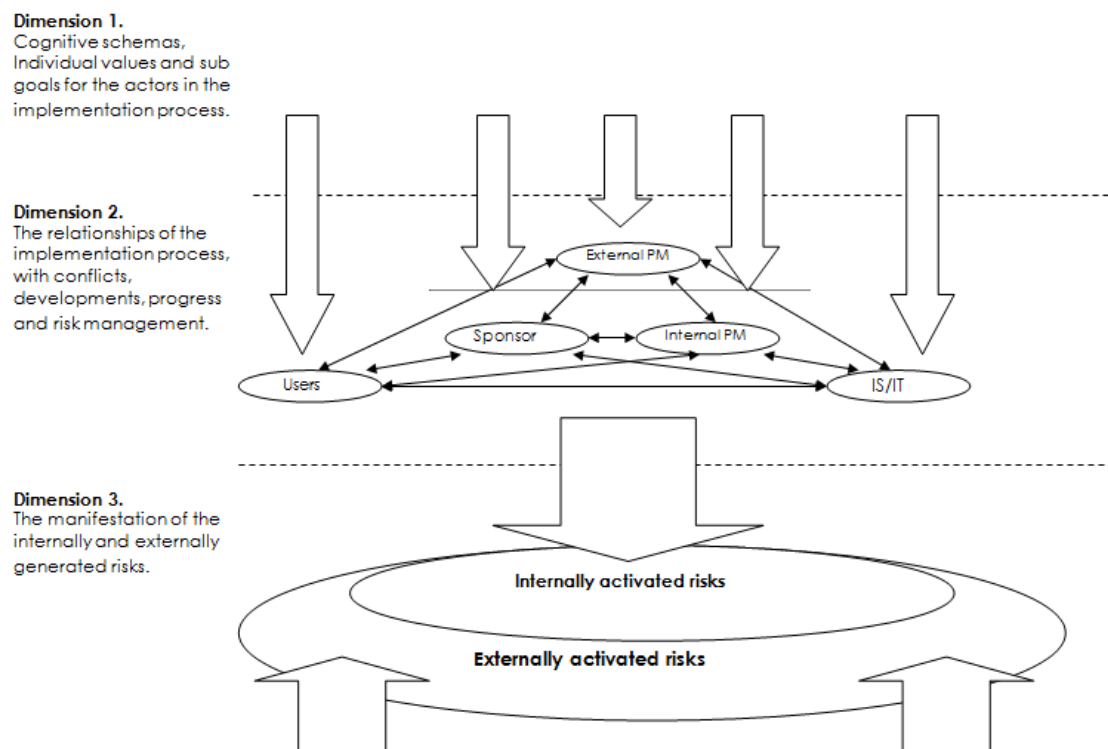 Dimension 1.
Cognitive schemas,
Individual values and sub
goals for the actors in the
implementation process.
Dimension 2.
The relationships of the
implementation process,
with conflicts,
developments, progress
and risk management.
External PM
Sponsor
Internal PM
Users
IS/IT
Dimension 3.
The manifestation of the
internally and externally
generated risks.
Internally activated risks
Externally activated risks